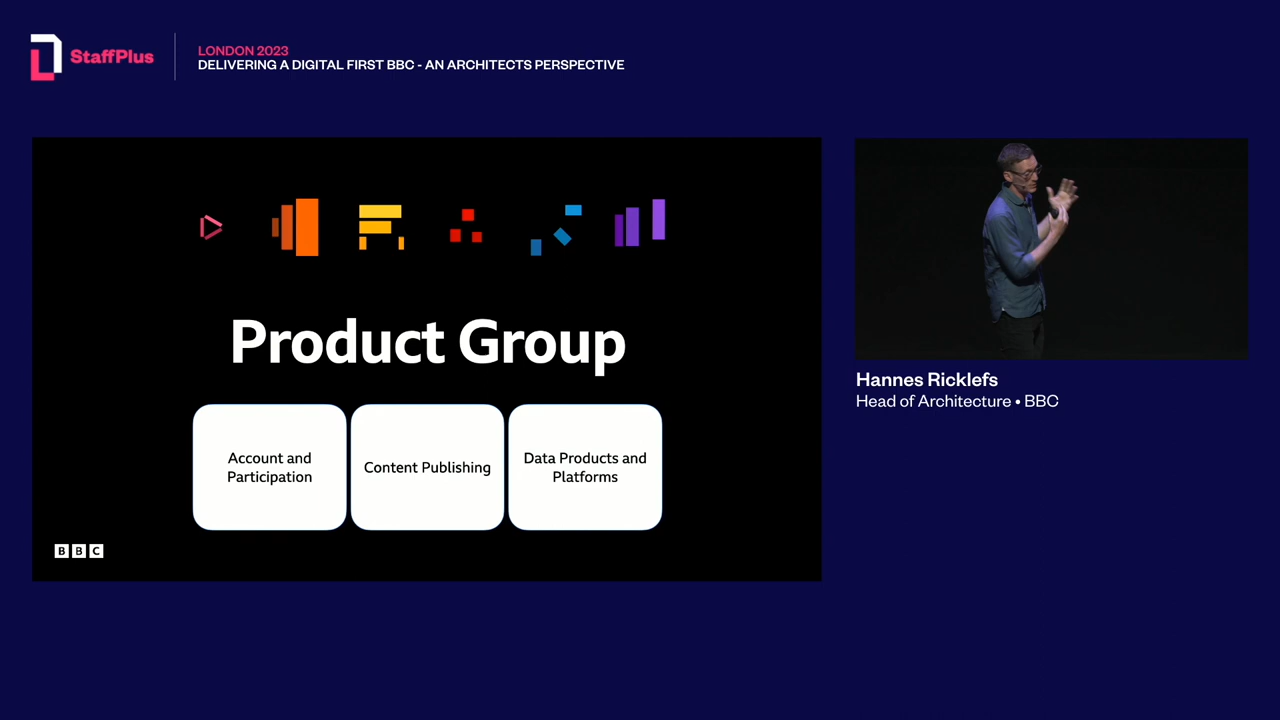 StaffPlus
LONDON 2023
DELIVERING A DIGITAL FIRST BBC - AN ARCHITECTS PERSPECTIVE
Product Group
Account and
Participation
Content Publishing
Data Products and
Platforms
BBC
Hannes Ricklefs
Head of Architecture • BBC